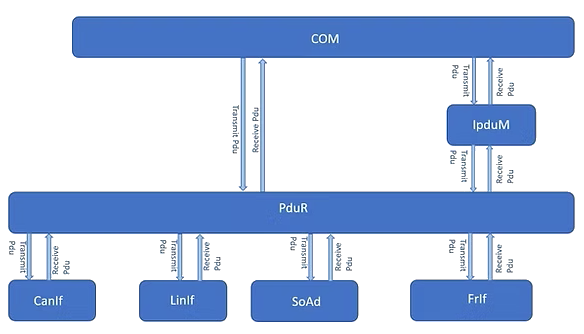 COM
Transmit Pdu
Receive Pdu
Transmit
Pdu
Receive
Pdu
IpduM
Transmit
Pdu
Receive
Pdu
PduR
Transmit
Pdu
Receive
Pdu
Transmit
Pdu
Receive
Pdu
Transmit
Pdu
Receive
Pdu
Transmit
Pdu
Receive
Pdu
CanIf
LinIf
SoAd
FrIf